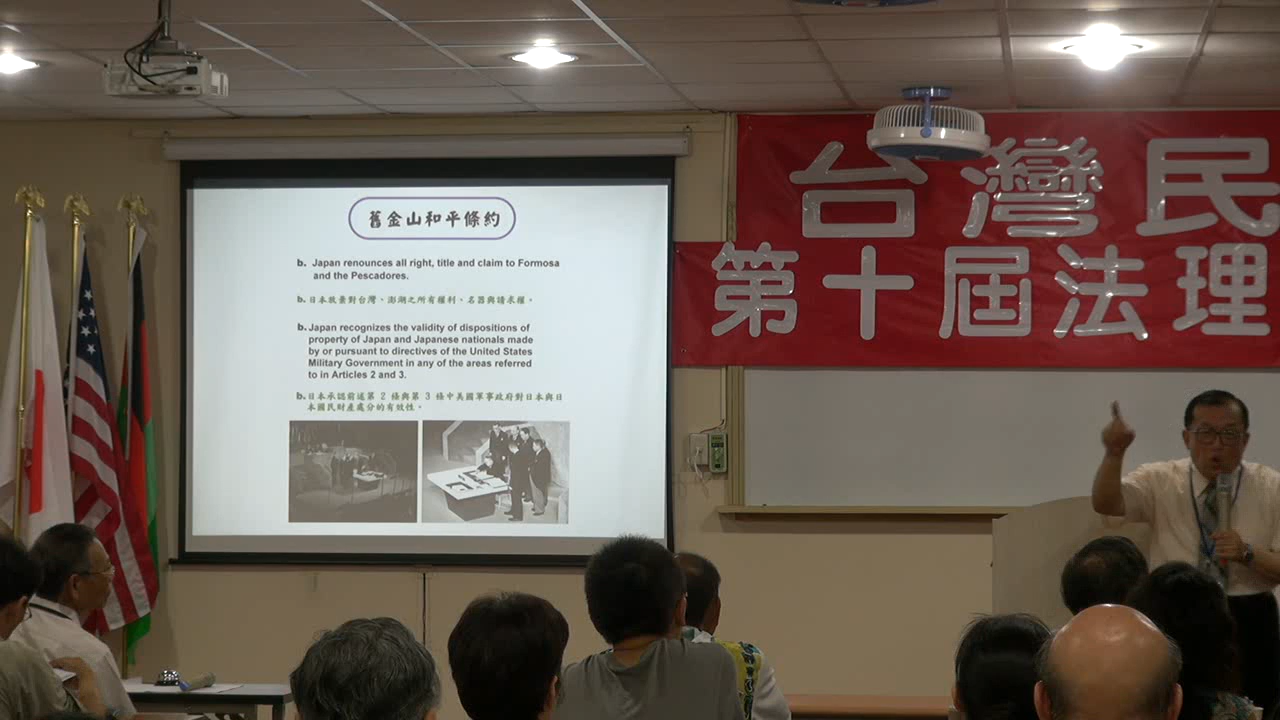 舊金山和平條約
b. Japan renounces all right, title and claim to Formosa
and the Pescadores.
b. 日本放棄對台灣、澎湖之所有權利、名器與請求權。
b. Japan recognizes the validity of dispositions of
property of Japan and Japanese nationals made
by or pursuant to directives of the United States
Military Government in any of the areas referred
to in Articles 2 and 3.
b. 日本承認前述第 2 條與第 3 條中美國軍事政府對日本與日
本國民財產處分的有效性。
台灣民
第十屆法理